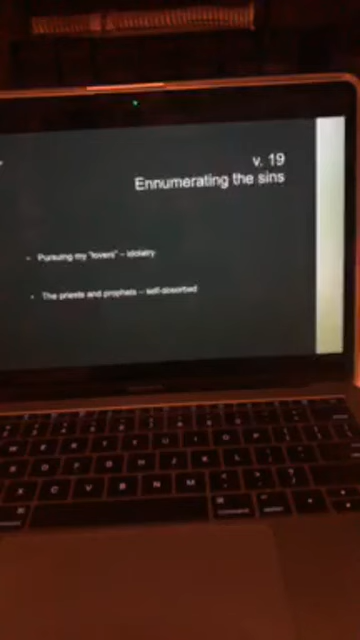 v. 19
Ennumerating the sins
• Pursuing my "lovers" – idolatry
• The priests and prophets – self-absorbed